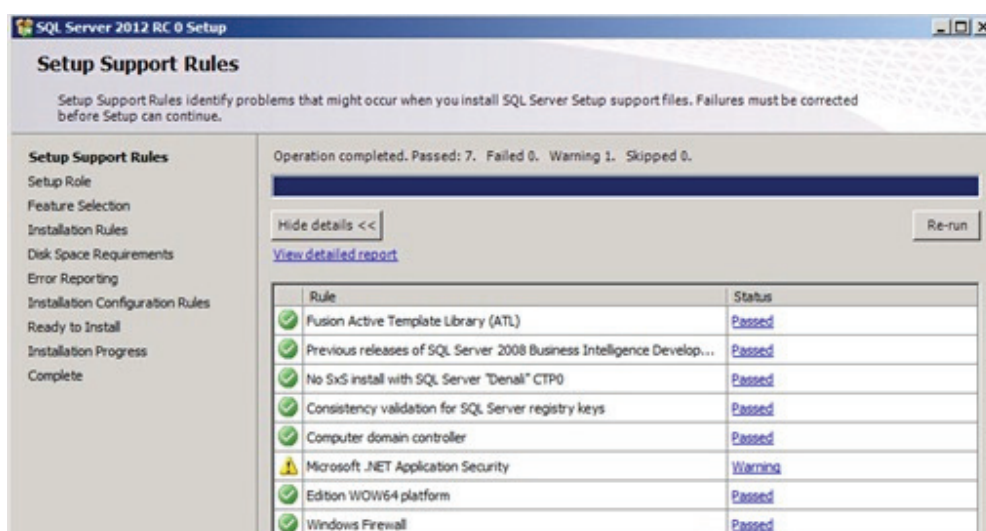 SQL Server 2012 RC 0 Setup
Setup Support Rules
Setup Support Rules identify problems that might occur when you install SQL Server Setup support files. Failures must be corrected
before Setup can continue.
Setup Support Rules
Setup Role
Feature Selection
Installation Rules
Disk Space Requirements
Error Reporting
Installation Configuration Rules
Ready to Install
Installation Progress
Complete
Operation completed. Passed: 7. Failed 0. Warning 1. Skipped 0.
Hide details <<
Re-run
View detailed report
Rule Status
Fusion Active Template Library (ATL) Passed
Previous releases of SQL Server 2008 Business Intelligence Develop... Passed
No SxS install with SQL Server "Denali" CTP0 Passed
Consistency validation for SQL Server registry keys Passed
Computer domain controller Passed
Microsoft .NET Application Security Warning
Edition WOW64 platform Passed
Windows Firewall Passed